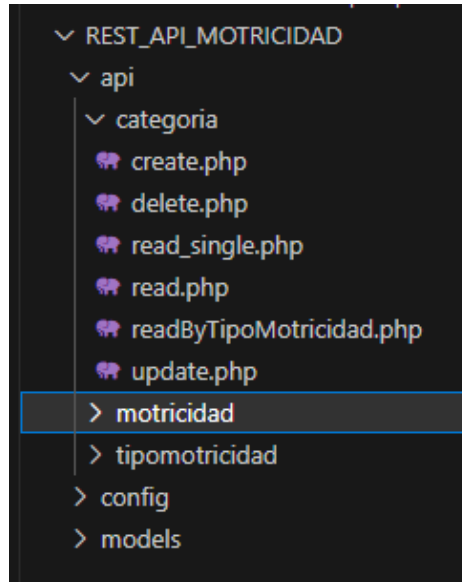 REST_API_MOTRICIDAD
api
categoria
create.php
delete.php
read_single.php
read.php
readByTipoMotricidad.php
update.php
motricidad
tipomotricidad
config
models